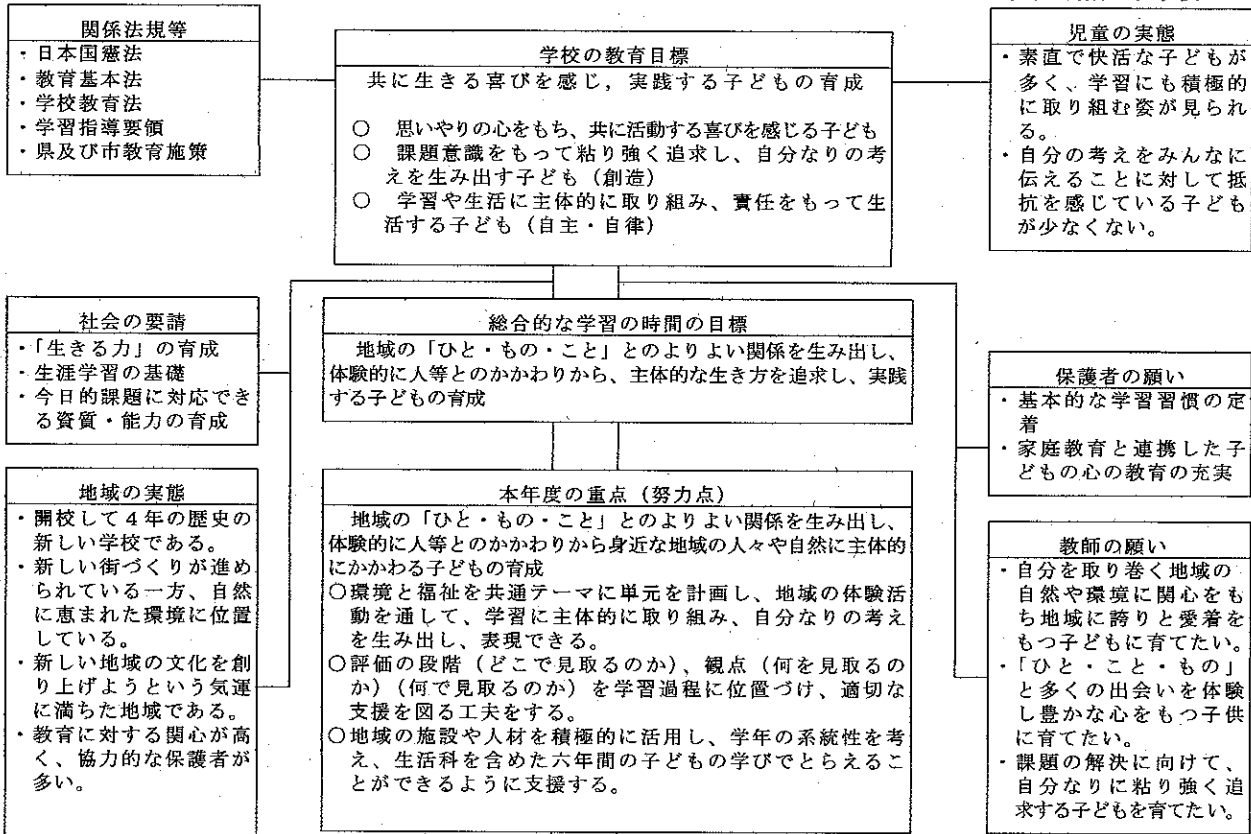 関係法規等
・日本国憲法
・教育基本法
・学校教育法
・学習指導要領
・県及び市教育施策
学校の教育目標
共に生きる喜びを感じ，実践する子どもの育成
○ 思いやりの心をもち、共に活動する喜びを感じる子ども
○ 課題意識をもって粘り強く追求し、自分なりの考
えを生み出す子ども（創造）
○ 学習や生活に主体的に取り組み、責任をもって生
活する子ども（自主・自律）
児童の実態
・素直で快活な子どもが
多く、学習にも積極的
に取り組む姿が見られ
る。
・自分の考えをみんなに
伝えることに対して抵
抗を感じている子ども
が少なくない。
社会の要請
・「生きる力」の育成
・生涯学習の基礎
・今日的課題に対応でき
る資質・能力の育成
総合的な学習の時間の目標
地域の「ひと・もの・こと」とのよりよい関係を生み出し、
体験的に人等とのかかわりから、主体的な生き方を追求し、実践
する子どもの育成
保護者の願い
・基本的な学習習慣の定
着
・家庭教育と連携した子
どもの心の教育の充実
地域の実態
・開校して４年の歴史の
新しい学校である。
・新しい街づくりが進め
られている一方、自然
に恵まれた環境に位置
している。
・新しい地域の文化を創
り上げようという気運
に満ちた地域である。
・教育に対する関心が高
く、協力的な保護者が
多い。
本年度の重点（努力点）
地域の「ひと・もの・こと」とのよりよい関係を生み出し、
体験的に人等とのかかわりから身近な地域の人々や自然に主体的
にかかわる子どもの育成
○環境と福祉を共通テーマに単元を計画し、地域の体験活
動を通して、学習に主体的に取り組み、自分なりの考え
を生み出し、表現できる。
○評価の段階（どこで見取るのか）、観点（何を見取るの
か）（何で見取るのか）を学習過程に位置づけ、適切な
支援を図る工夫をする。
○地域の施設や人材を積極的に活用し、学年の系統性を考
え、生活科を含めた六年間の子どもの学びでとらえるこ
とができるように支援する。
教師の願い
・自分を取り巻く地域の
自然や環境に関心をも
ち地域に誇りと愛着を
もつ子どもに育てたい。
・「ひと・こと・もの」
と多くの出会いを体験
し豊かな心をもつ子供
に育てたい。
・課題の解決に向けて、
自分なりに粘り強く追
求する子どもを育てたい。